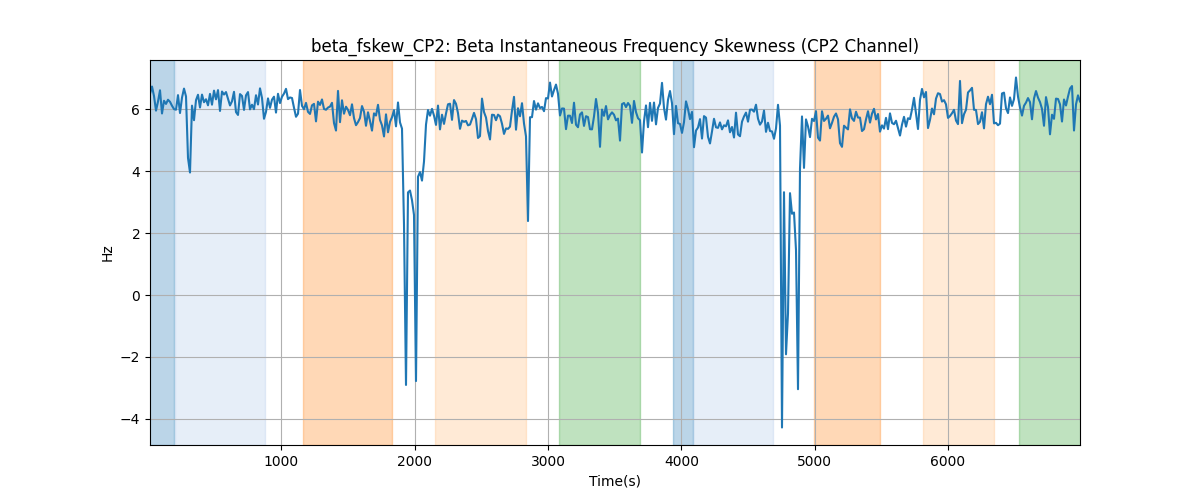 beta_fskew_CP2: Beta Instantaneous Frequency Skewness (CP2 Channel)
Hz
6
4
2
0
−2
−4
1000 2000 3000 4000 5000 6000
Time(s)